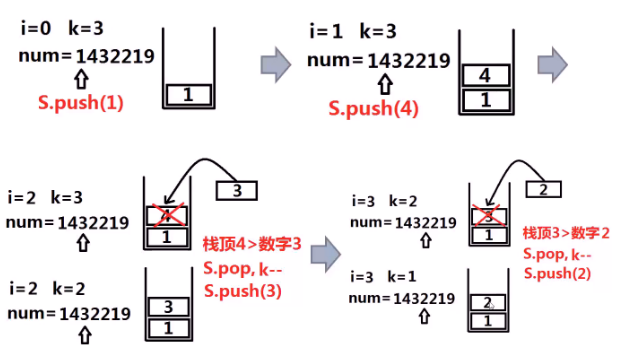 i=0 k=3
num=1432219
S.push(1)
1
i=1 k=3
num=1432219
S.push(4)
4
1
i=2 k=3
num=1432219
3
4
1
栈顶4>数字3
S.pop, k--
S.push(3)
i=2 k=2
num=1432219
3
1
i=3 k=2
num=1432219
2
3
1
栈顶3>数字2
S.pop, k--
S.push(2)
i=3 k=1
num=1432219
2
1